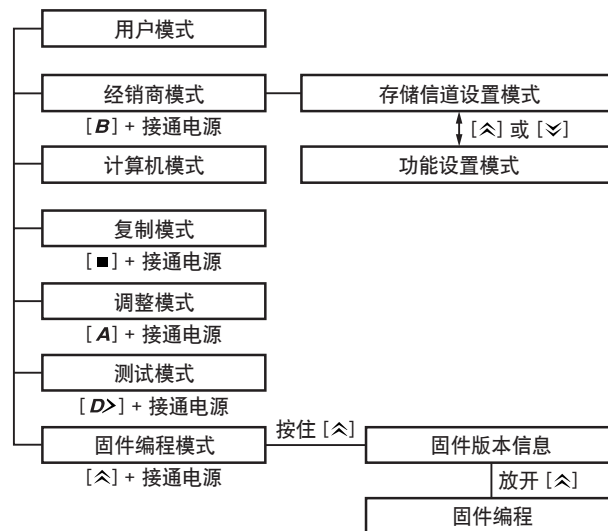 用户模式
经销商模式
存储信道设置模式
[B] + 接通电源
[︽] 或 [︾]
计算机模式
功能设置模式
复制模式
[■] + 接通电源
调整模式
[A] + 接通电源
测试模式
[D>] + 接通电源
固件编程模式
按住 [︽]
固件版本信息
[︽] + 接通电源
放开 [︽]
固件编程